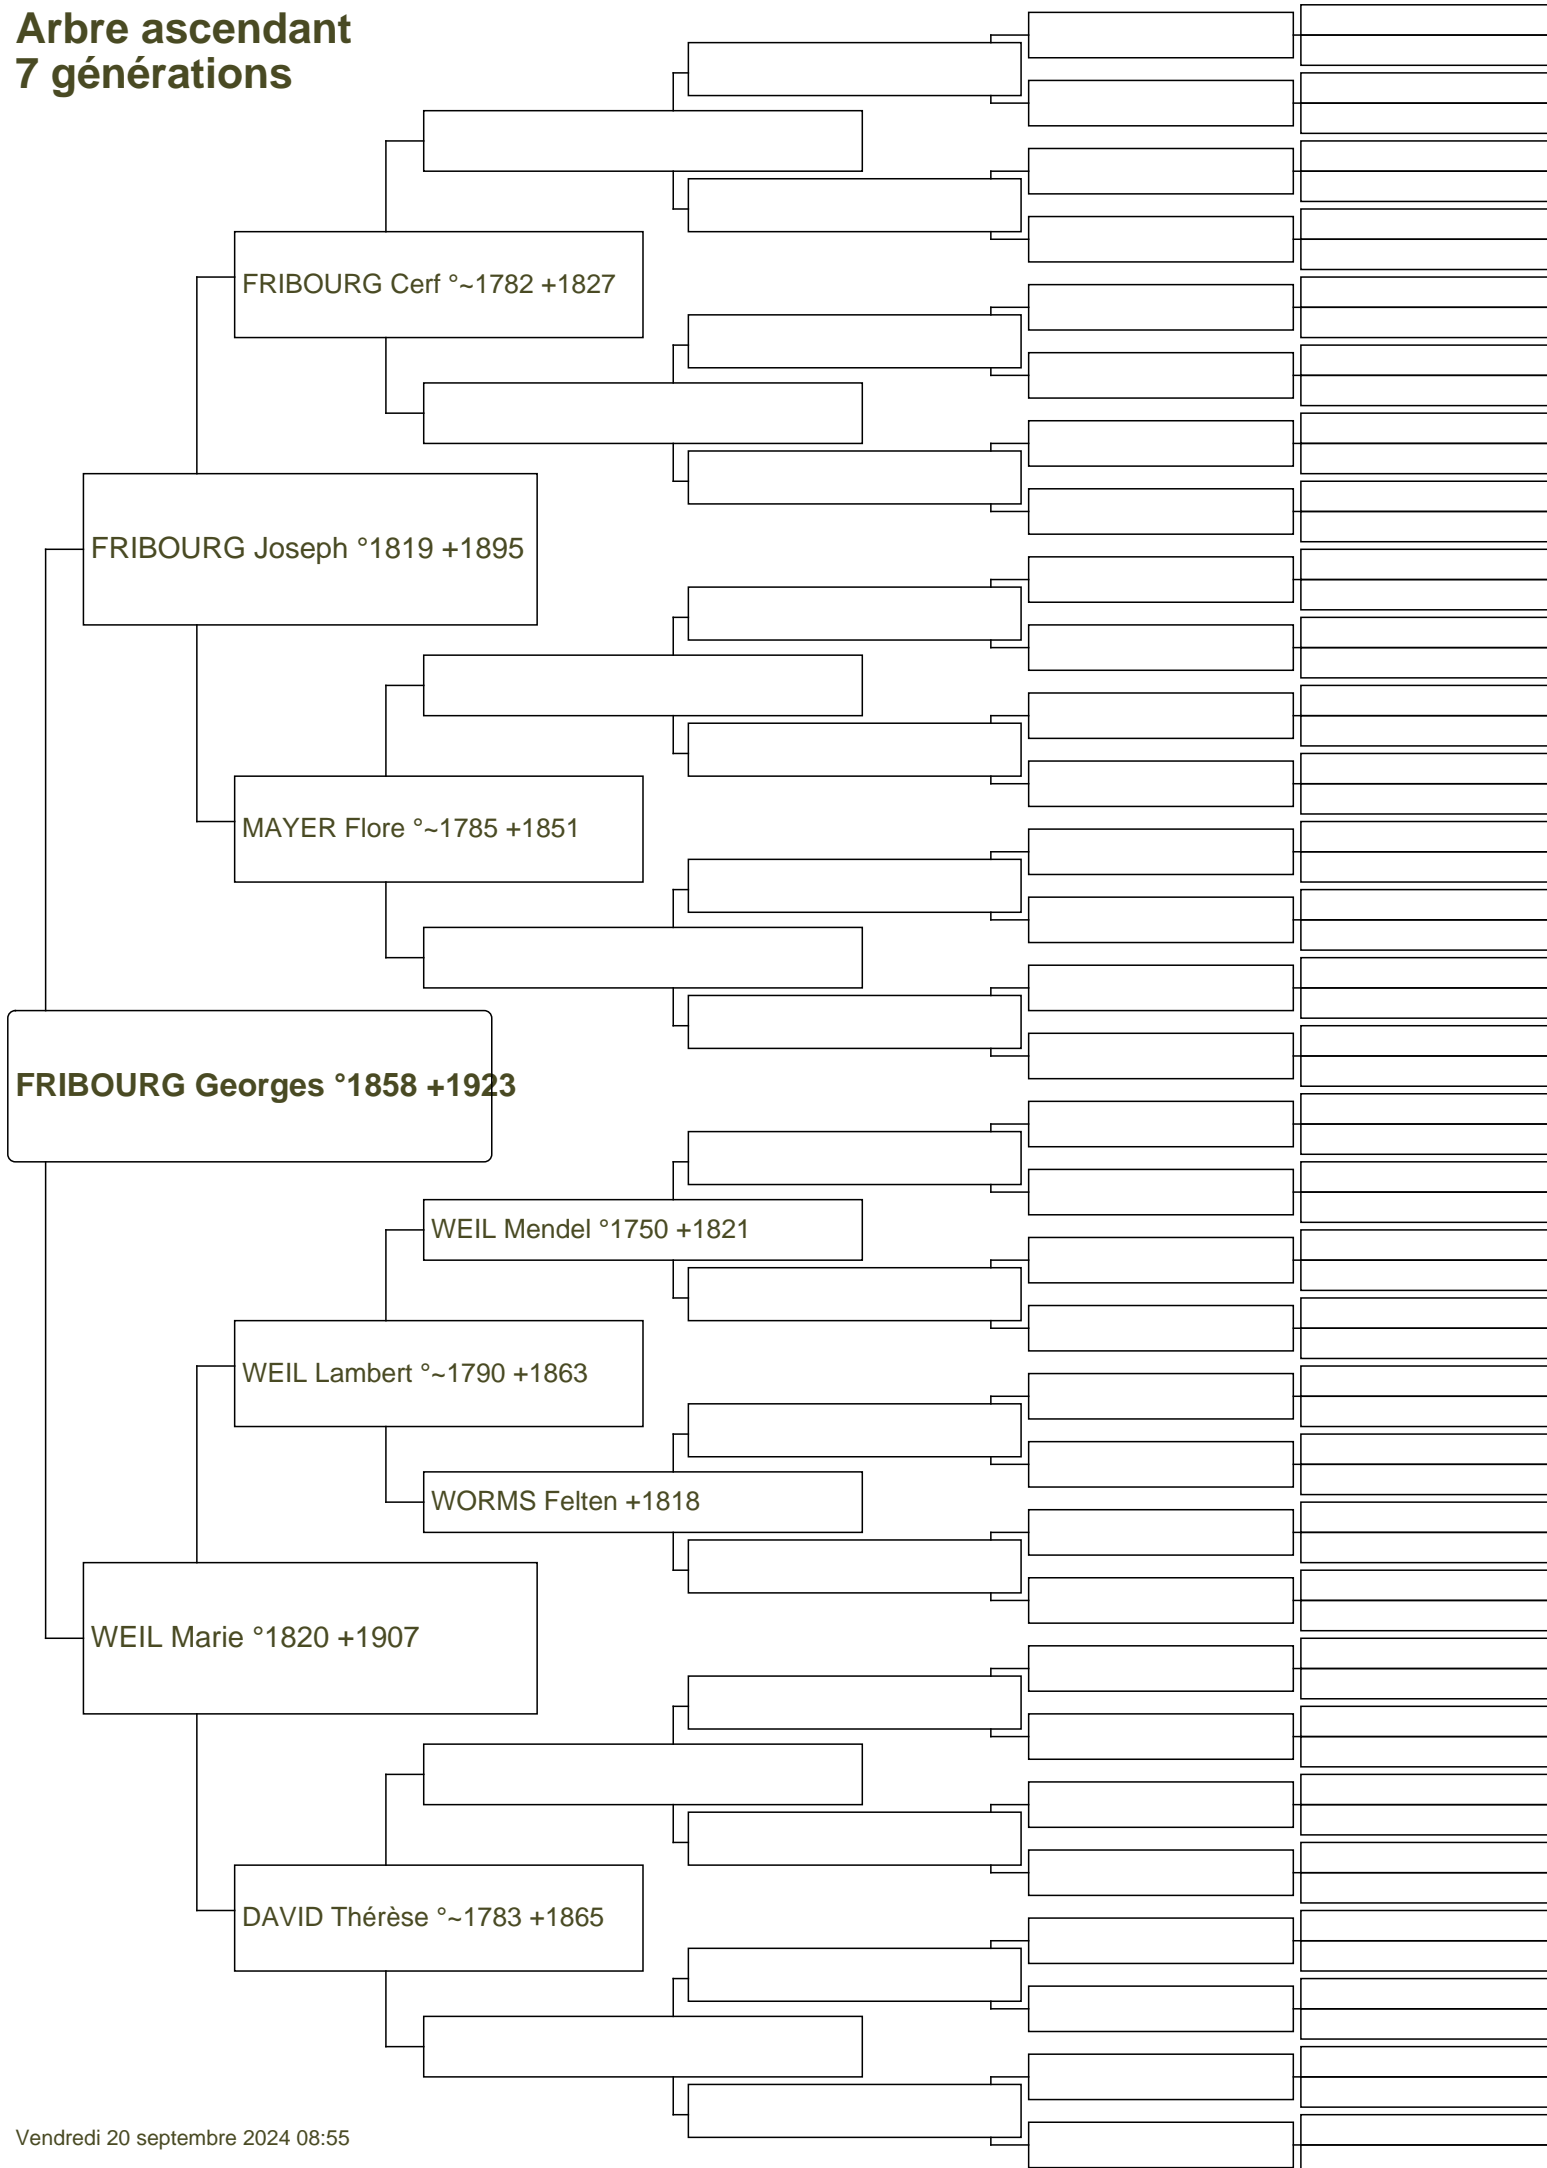 Arbre ascendant
7 générations
FRIBOURG Cerf °~1782 +1827
FRIBOURG Joseph °1819 +1895
MAYER Flore °~1785 +1851
FRIBOURG Georges °1858 +1923
WEIL Mendel °1750 +1821
WEIL Lambert °~1790 +1863
WORMS Felten +1818
WEIL Marie °1820 +1907
DAVID Thérèse °~1783 +1865
Vendredi 20 septembre 2024 08:55